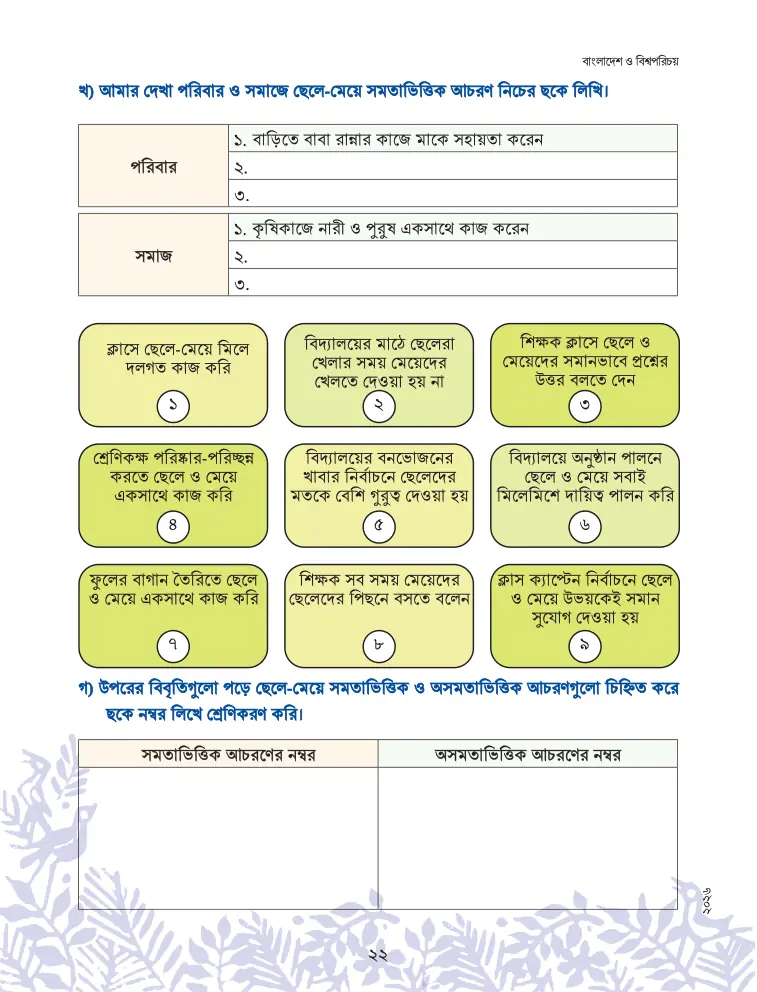 বাংলাদেশ ও বিশ্বপরিচয়
খ) আমার দেখা পরিবার ও সমাজে ছেলে-মেয়ে সমতাভিত্তিক আচরণ নিচের ছকে লিখি।
পরিবার
১. বাড়িতে বাবা রান্নার কাজে মাকে সহায়তা করেন
২.
৩.
সমাজ
১. কৃষিকাজে নারী ও পুরুষ একসাথে কাজ করেন
২.
৩.
ক্লাসে ছেলে-মেয়ে মিলে
দলগত কাজ করি
১
বিদ্যালয়ের মাঠে ছেলেরা
খেলার সময় মেয়েদের
খেলতে দেওয়া হয় না
২
শিক্ষক ক্লাসে ছেলে ও
মেয়েদের সমানভাবে প্রশ্নের
উত্তর বলতে দেন
৩
শ্রেণিকক্ষ পরিষ্কার-পরিচ্ছন্ন
করতে ছেলে ও মেয়ে
একসাথে কাজ করি
৪
বিদ্যালয়ের বনভোজনের
খাবার নির্বাচনে ছেলেদের
মতকে বেশি গুরুত্ব দেওয়া হয়
৫
বিদ্যালয়ে অনুষ্ঠান পালনে
ছেলে ও মেয়ে সবাই
মিলেমিশে দায়িত্ব পালন করি
৬
ফুলের বাগান তৈরিতে ছেলে
ও মেয়ে একসাথে কাজ করি
৭
শিক্ষক সব সময় মেয়েদের
ছেলেদের পিছনে বসতে বলেন
৮
ক্লাস ক্যাপ্টেন নির্বাচনে ছেলে
ও মেয়ে উভয়কেই সমান
সুযোগ দেওয়া হয়
৯
গ) উপরের বিবৃতিগুলো পড়ে ছেলে-মেয়ে সমতাভিত্তিক ও অসমতাভিত্তিক আচরণগুলো চিহ্নিত করে
ছকে নম্বর লিখে শ্রেণিকরণ করি।
সমতাভিত্তিক আচরণের নম্বর
অসমতাভিত্তিক আচরণের নম্বর
২০২৬
২২